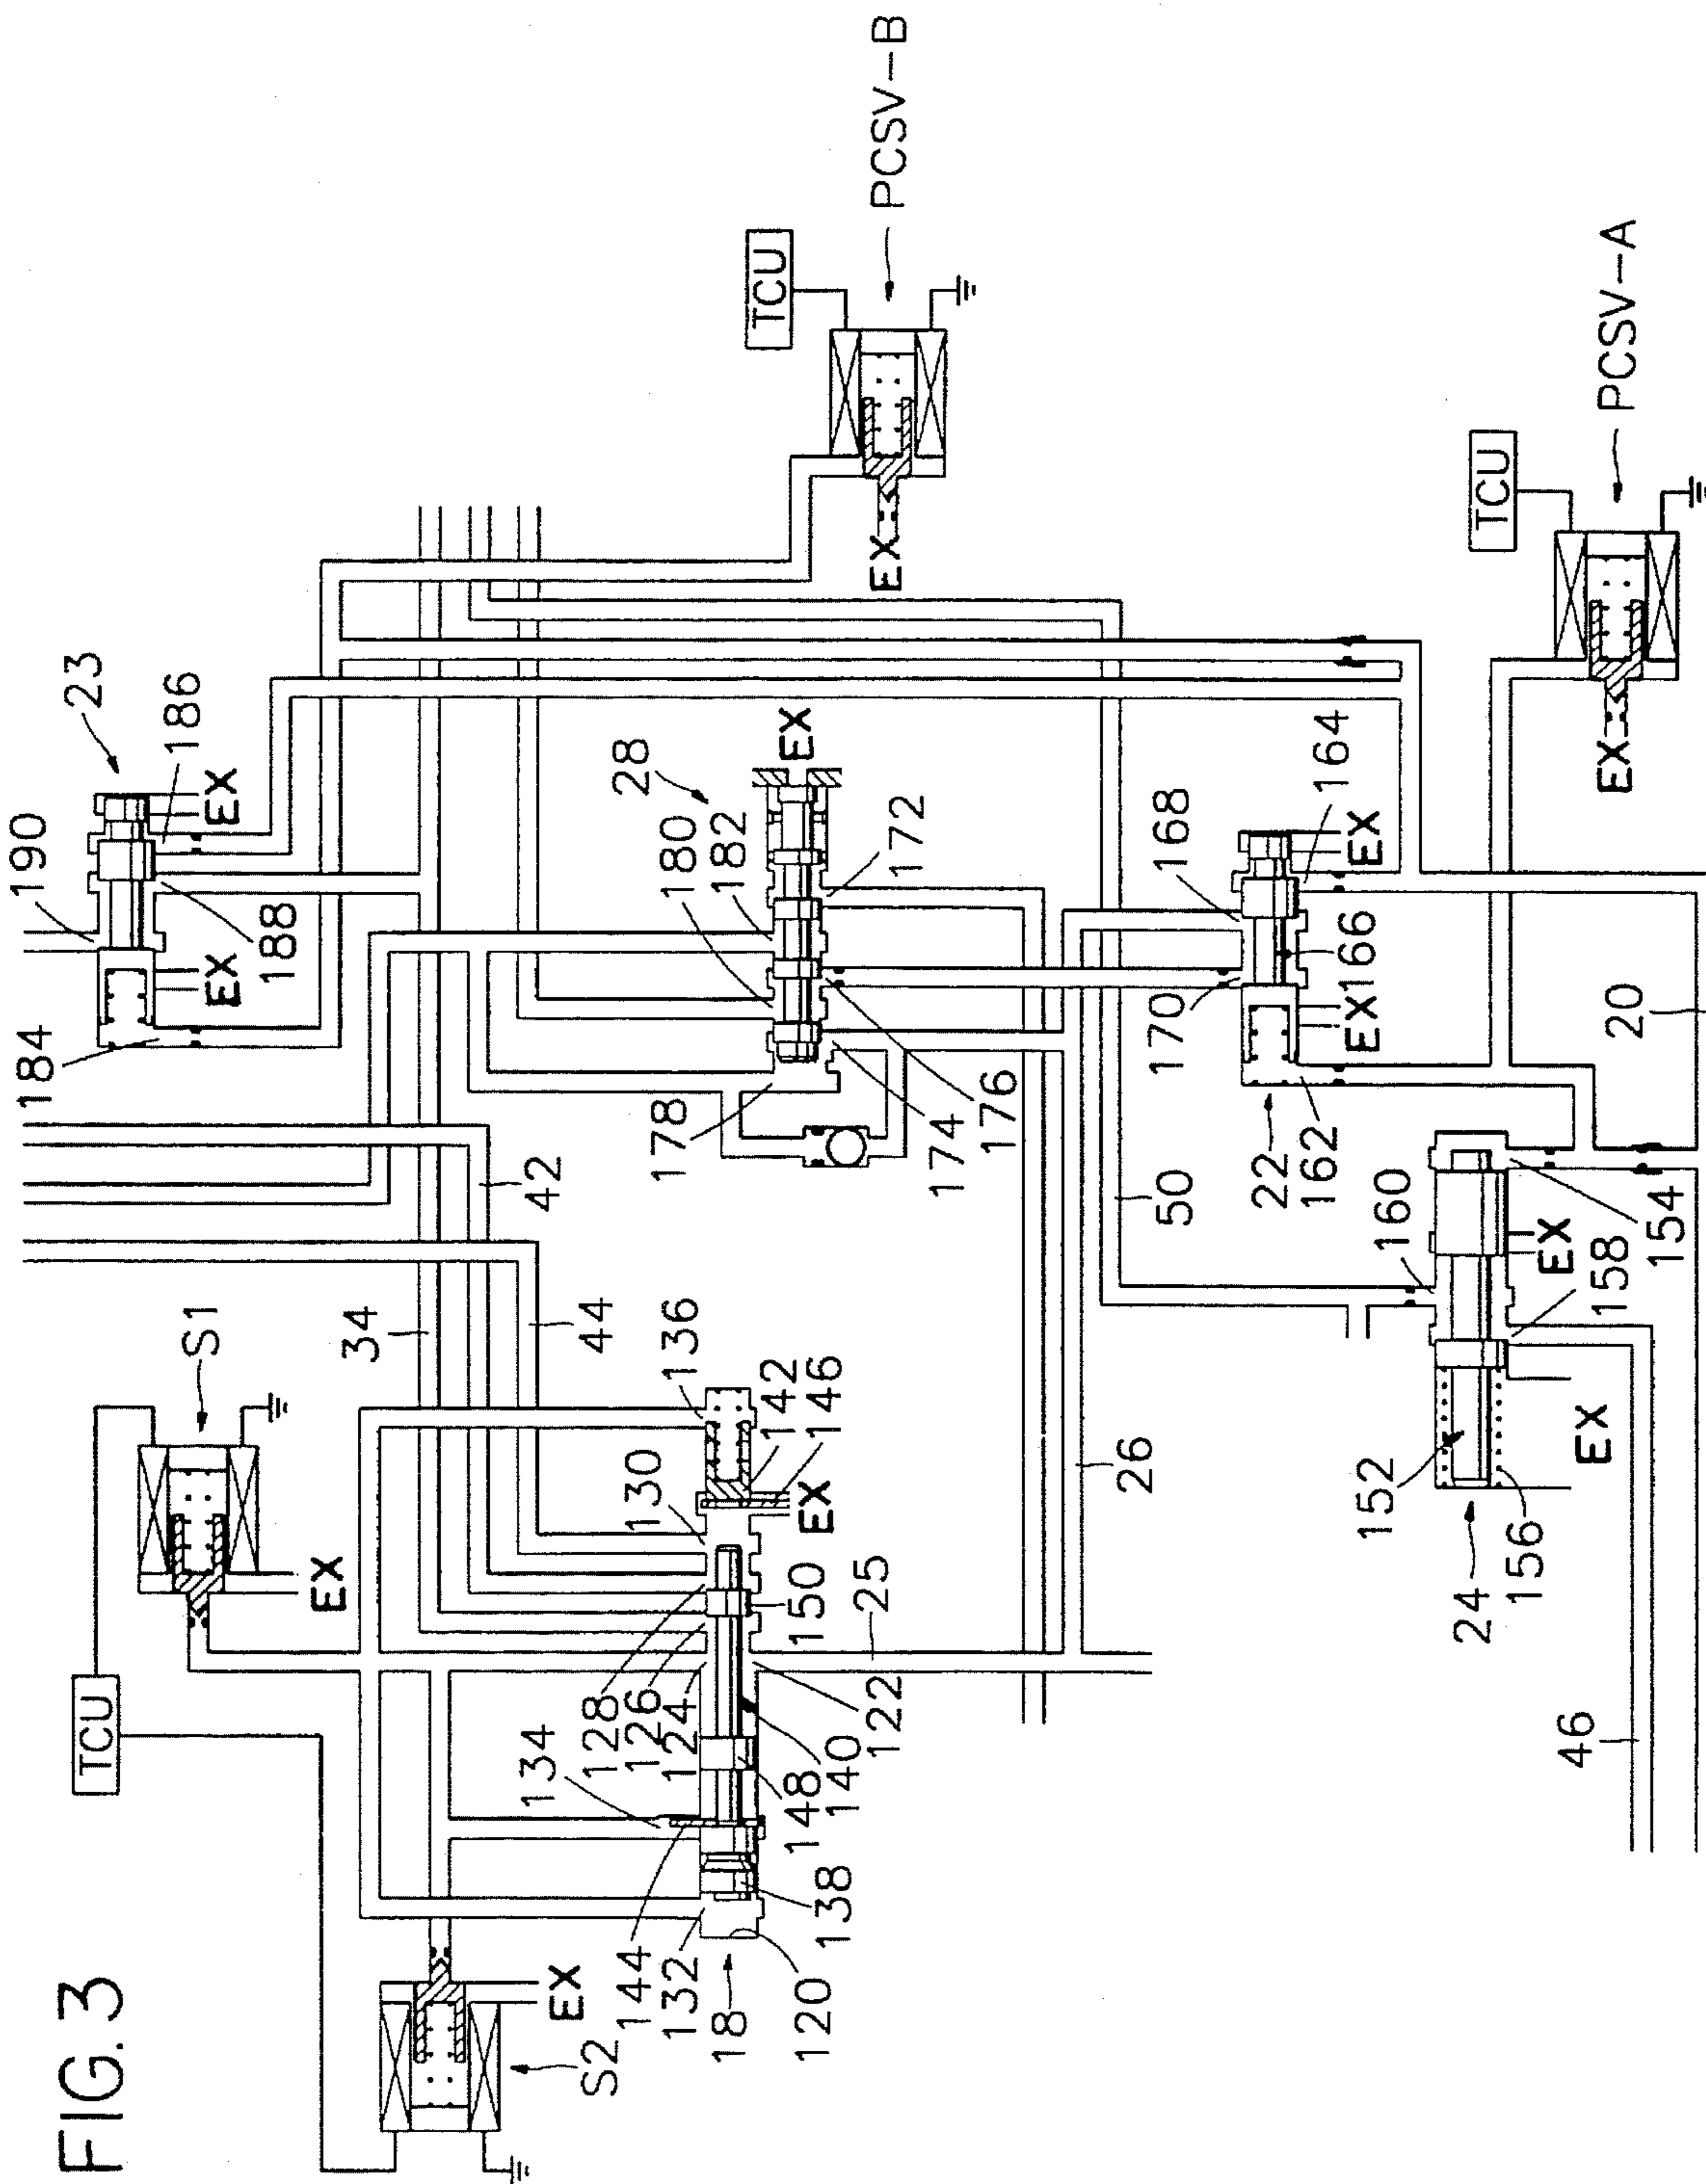 FIG. 3
TCU
S1
EX
S2
EX
34
42
44
134
144
132
18
120
138
148
140
124
126
128
122
150
25
130
136
142
146
EX
184
190
23
186
188
EX
EX
28
EX
180
182
172
178
174
176
26
50
TCU
PCSV-B
EX
168
164
170
166
EX
EX
22
162
20
TCU
PCSV-A
EX
160
152
24
156
EX
EX
158
154
46